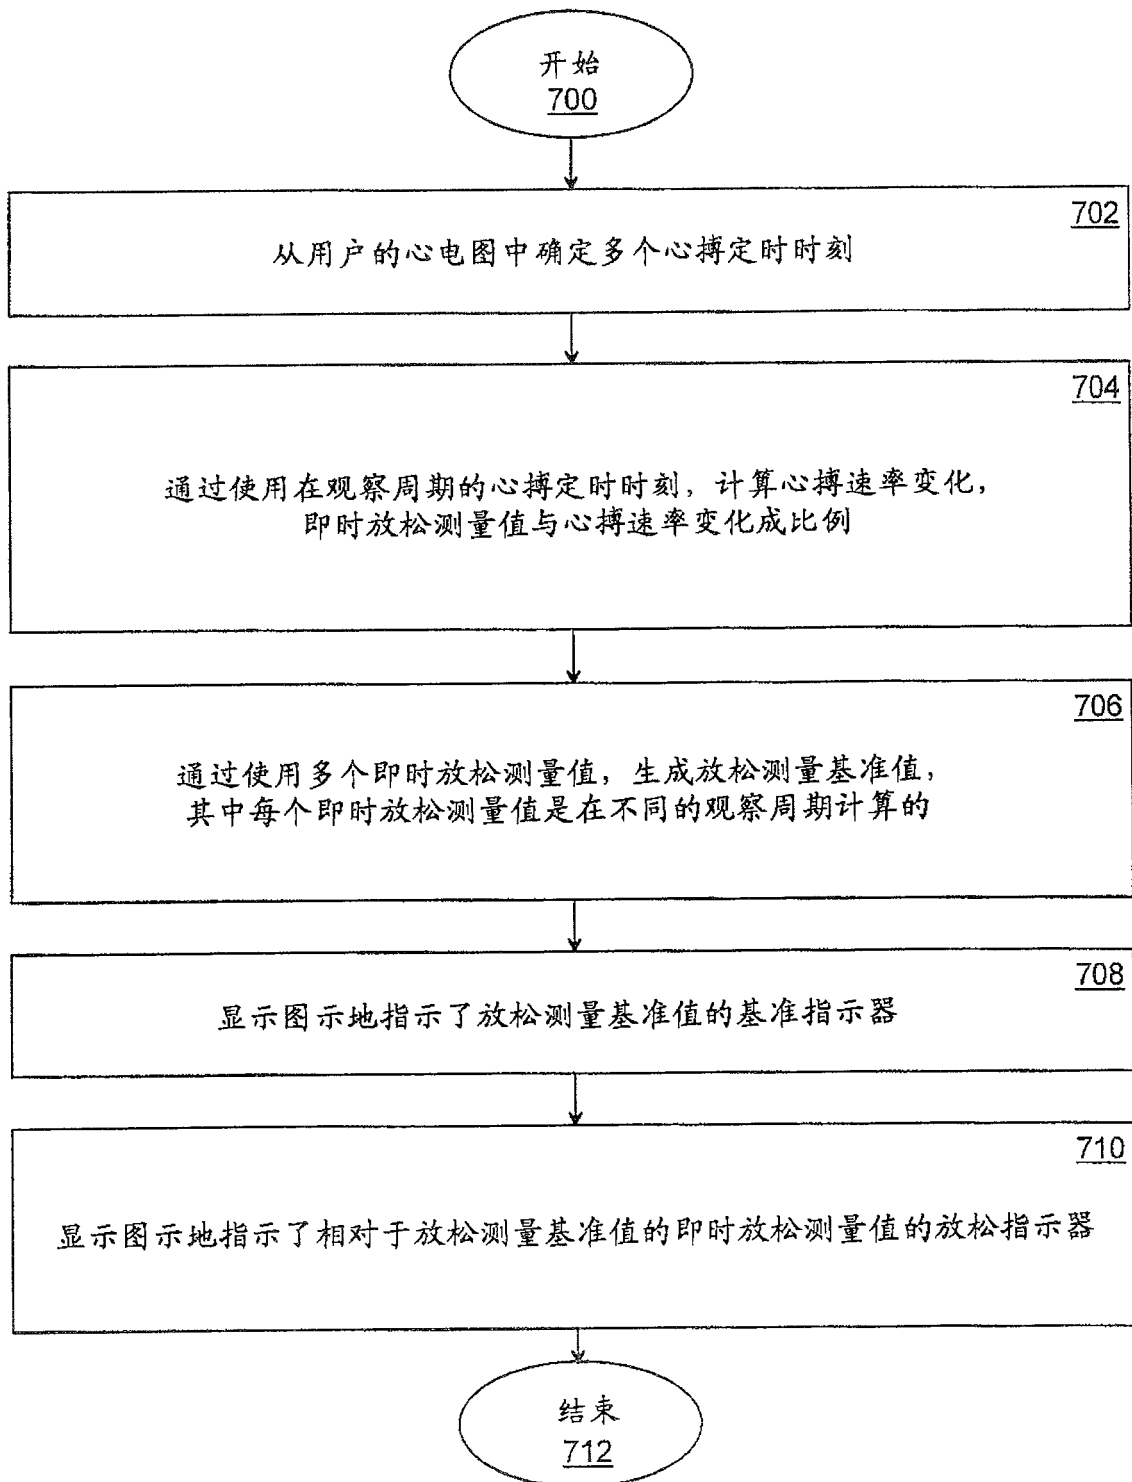 开始
700
702
从用户的心电图中确定多个心搏定时时刻
704
通过使用在观察周期的心搏定时时刻，计算心搏速率变化，
即时放松测量值与心搏速率变化成比例
706
通过使用多个即时放松测量值，生成放松测量基准值，
其中每个即时放松测量值是在不同的观察周期计算的
708
显示图示地指示了放松测量基准值的基准指示器
710
显示图示地指示了相对于放松测量基准值的即时放松测量值的放松指示器
结束
712